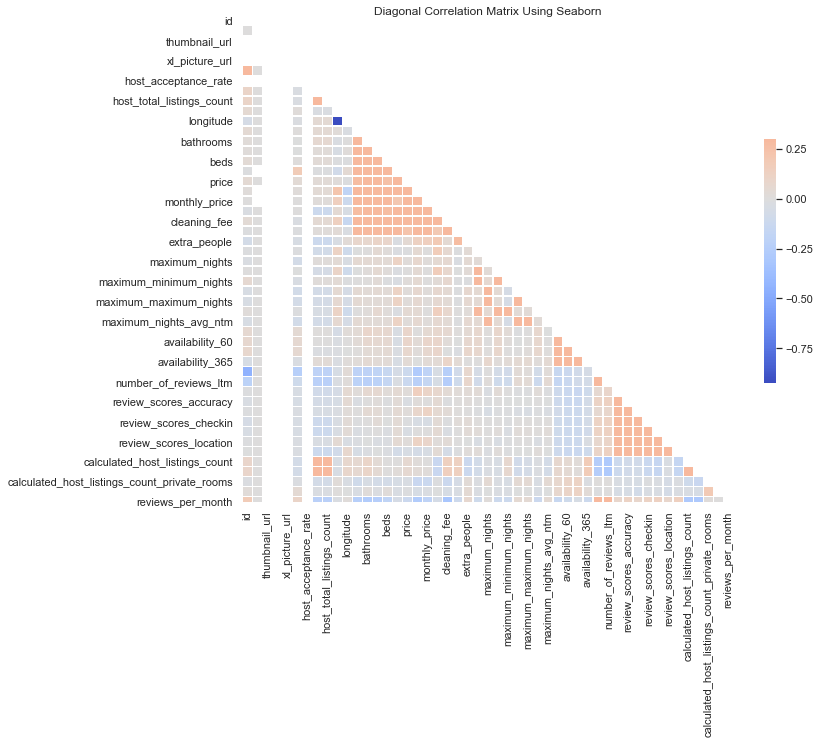 Diagonal Correlation Matrix Using Seaborn
id
thumbnail_url
xl_picture_url
host_acceptance_rate
host_total_listings_count
longitude
bathrooms
beds
price
monthly_price
cleaning_fee
extra_people
maximum_nights
maximum_minimum_nights
maximum_maximum_nights
maximum_nights_avg_ntm
availability_60
availability_365
number_of_reviews_ltm
review_scores_accuracy
review_scores_checkin
review_scores_location
calculated_host_listings_count
calculated_host_listings_count_private_rooms
reviews_per_month
0.25
0.00
−0.25
−0.50
−0.75
id
thumbnail_url
xl_picture_url
host_acceptance_rate
host_total_listings_count
longitude
bathrooms
beds
price
monthly_price
cleaning_fee
extra_people
maximum_nights
maximum_minimum_nights
maximum_maximum_nights
maximum_nights_avg_ntm
availability_60
availability_365
number_of_reviews_ltm
review_scores_accuracy
review_scores_checkin
review_scores_location
calculated_host_listings_count
calculated_host_listings_count_private_rooms
reviews_per_month